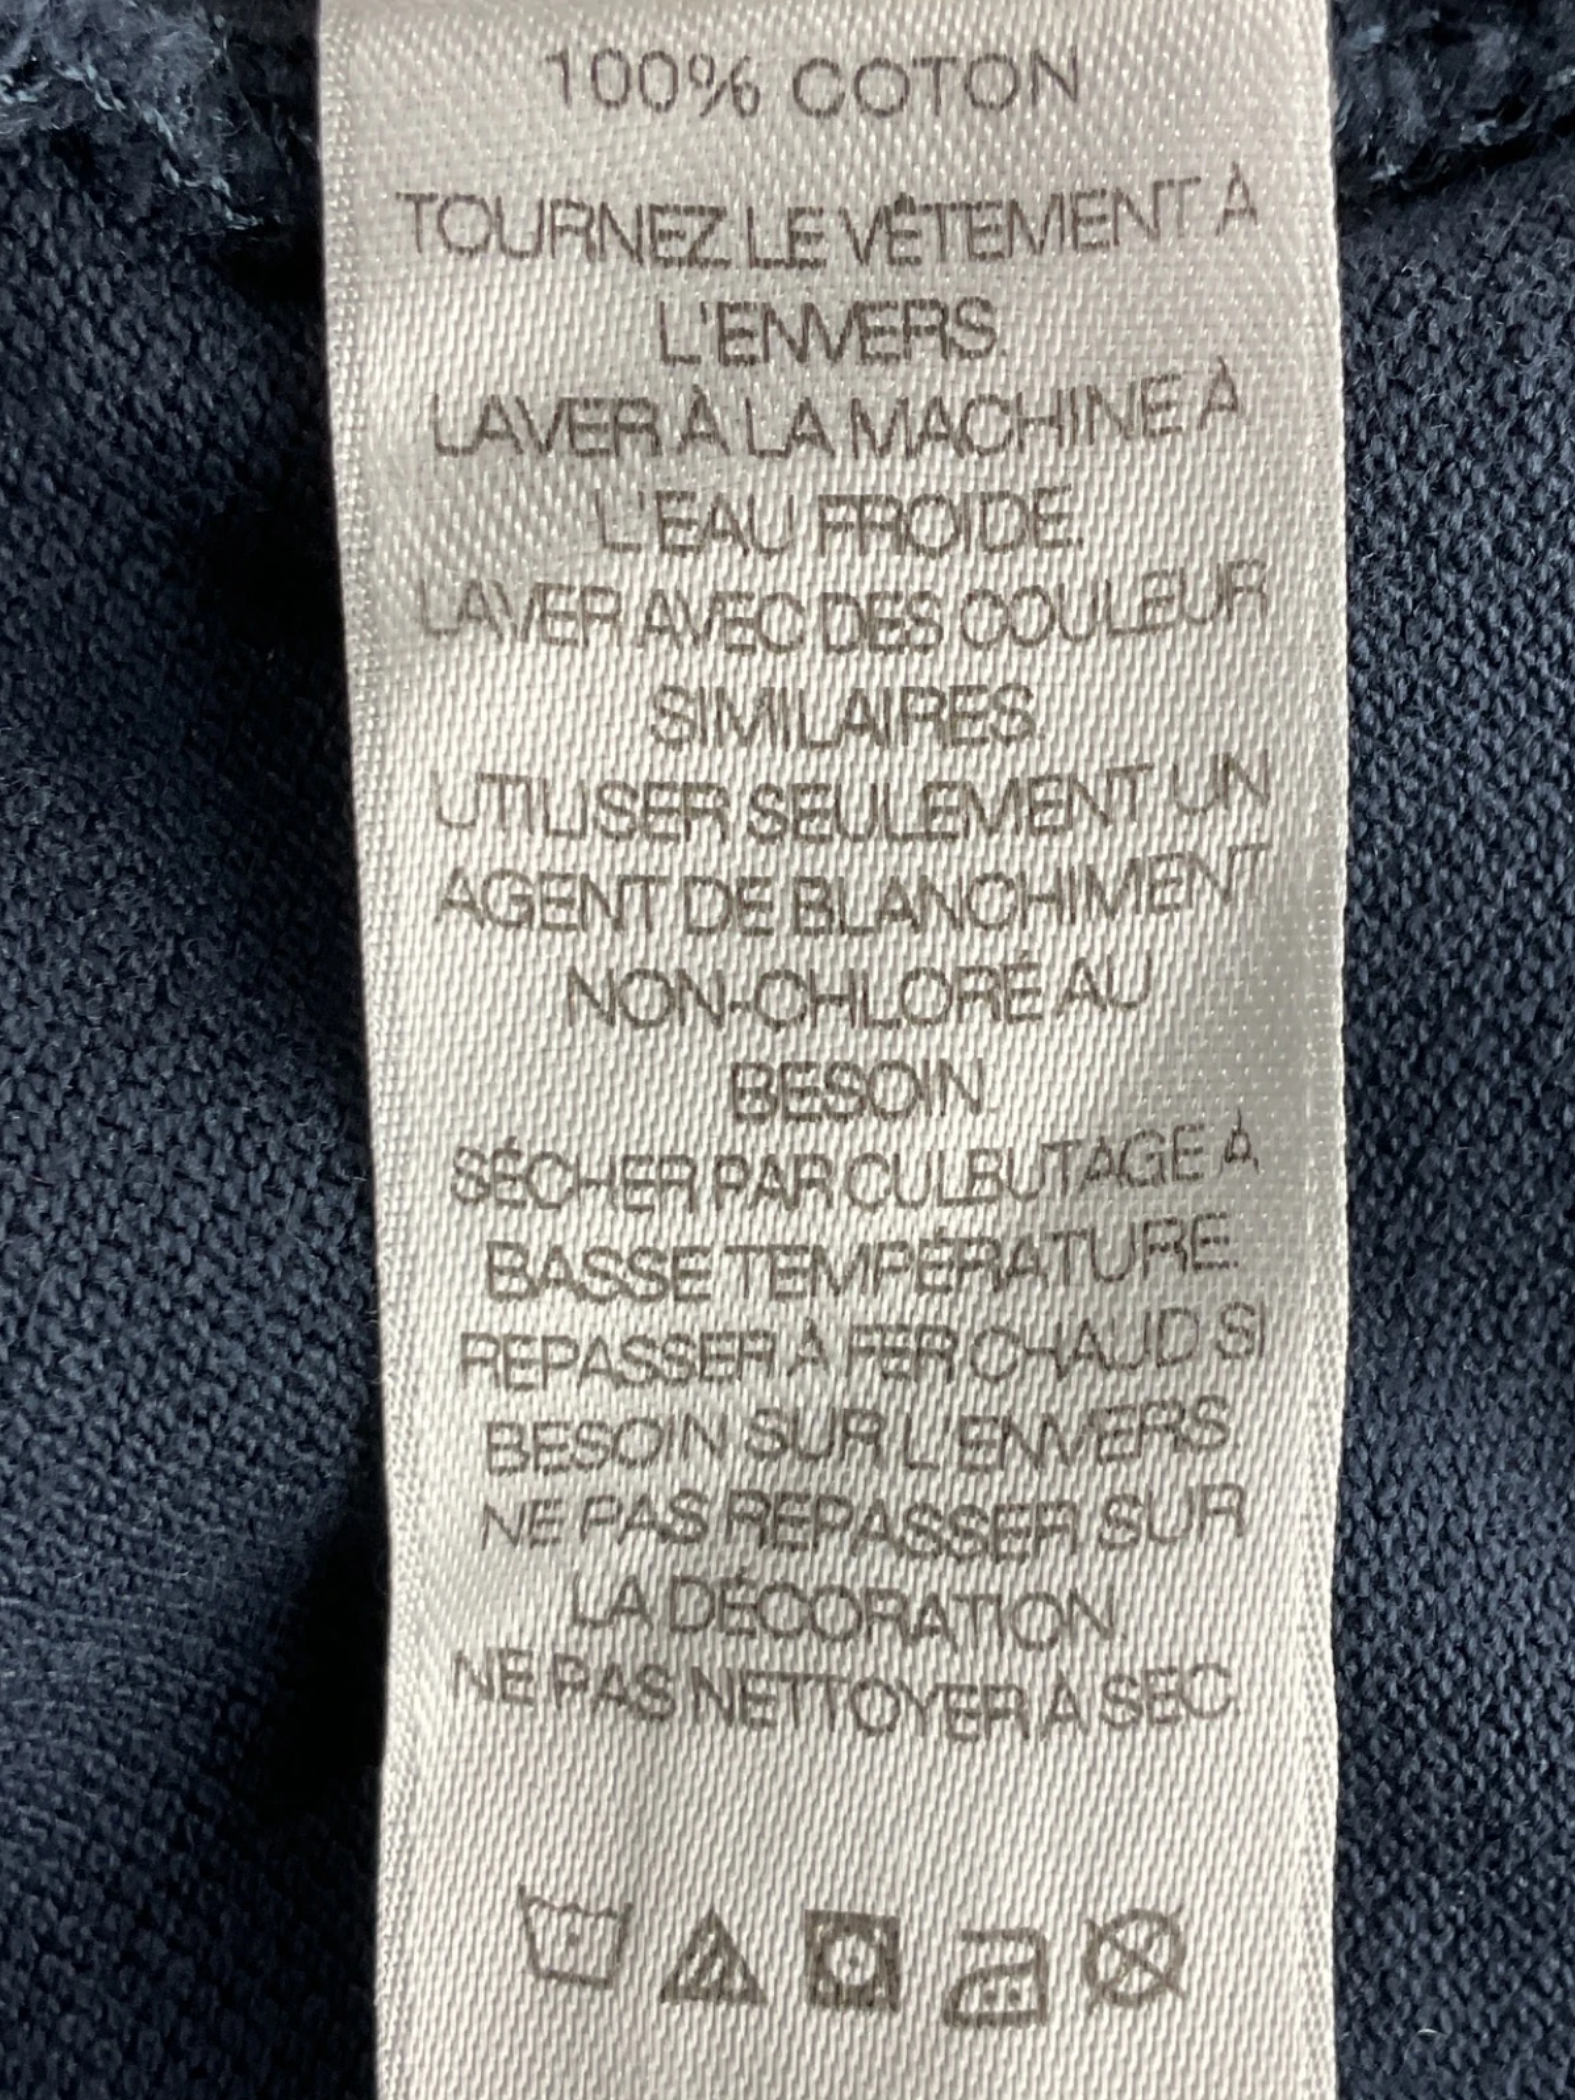 100% COTON
TOURNEZ LE VÊTEMENT À
L'ENVERS.
LAVER À LA MACHINE À
L'EAU FROIDE.
LAVER AVEC DES COULEUR
SIMILAIRES.
UTILISER SEULEMENT UN
AGENT DE BLANCHIMENT
NON-CHLORÉ AU
BESOIN.
SÉCHER PAR CULBUTAGE À
BASSE TEMPÉRATURE.
REPASSER À FER CHAUD SI
BESOIN SUR L'ENVERS.
NE PAS REPASSER SUR
LA DÉCORATION.
NE PAS NETTOYER À SEC.